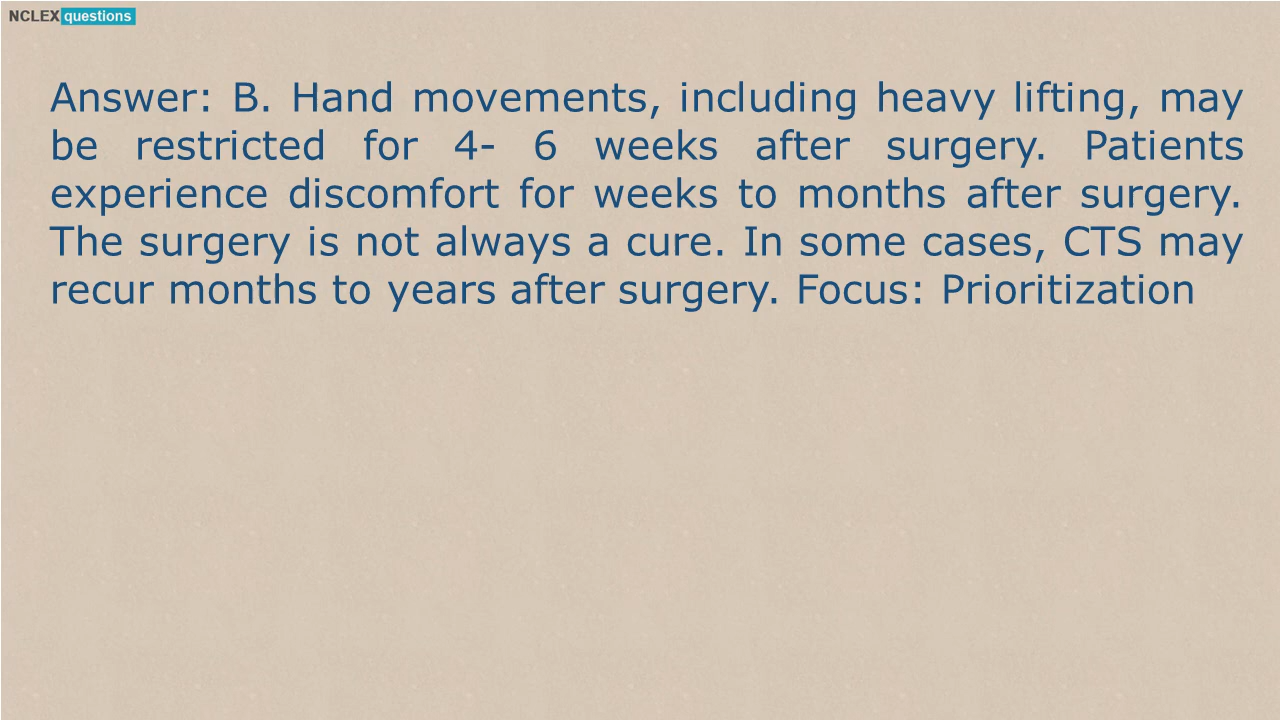 NCLEX questions
Answer: B. Hand movements, including heavy lifting, may
be restricted for 4- 6 weeks after surgery. Patients
experience discomfort for weeks to months after surgery.
The surgery is not always a cure. In some cases, CTS may
recur months to years after surgery. Focus: Prioritization